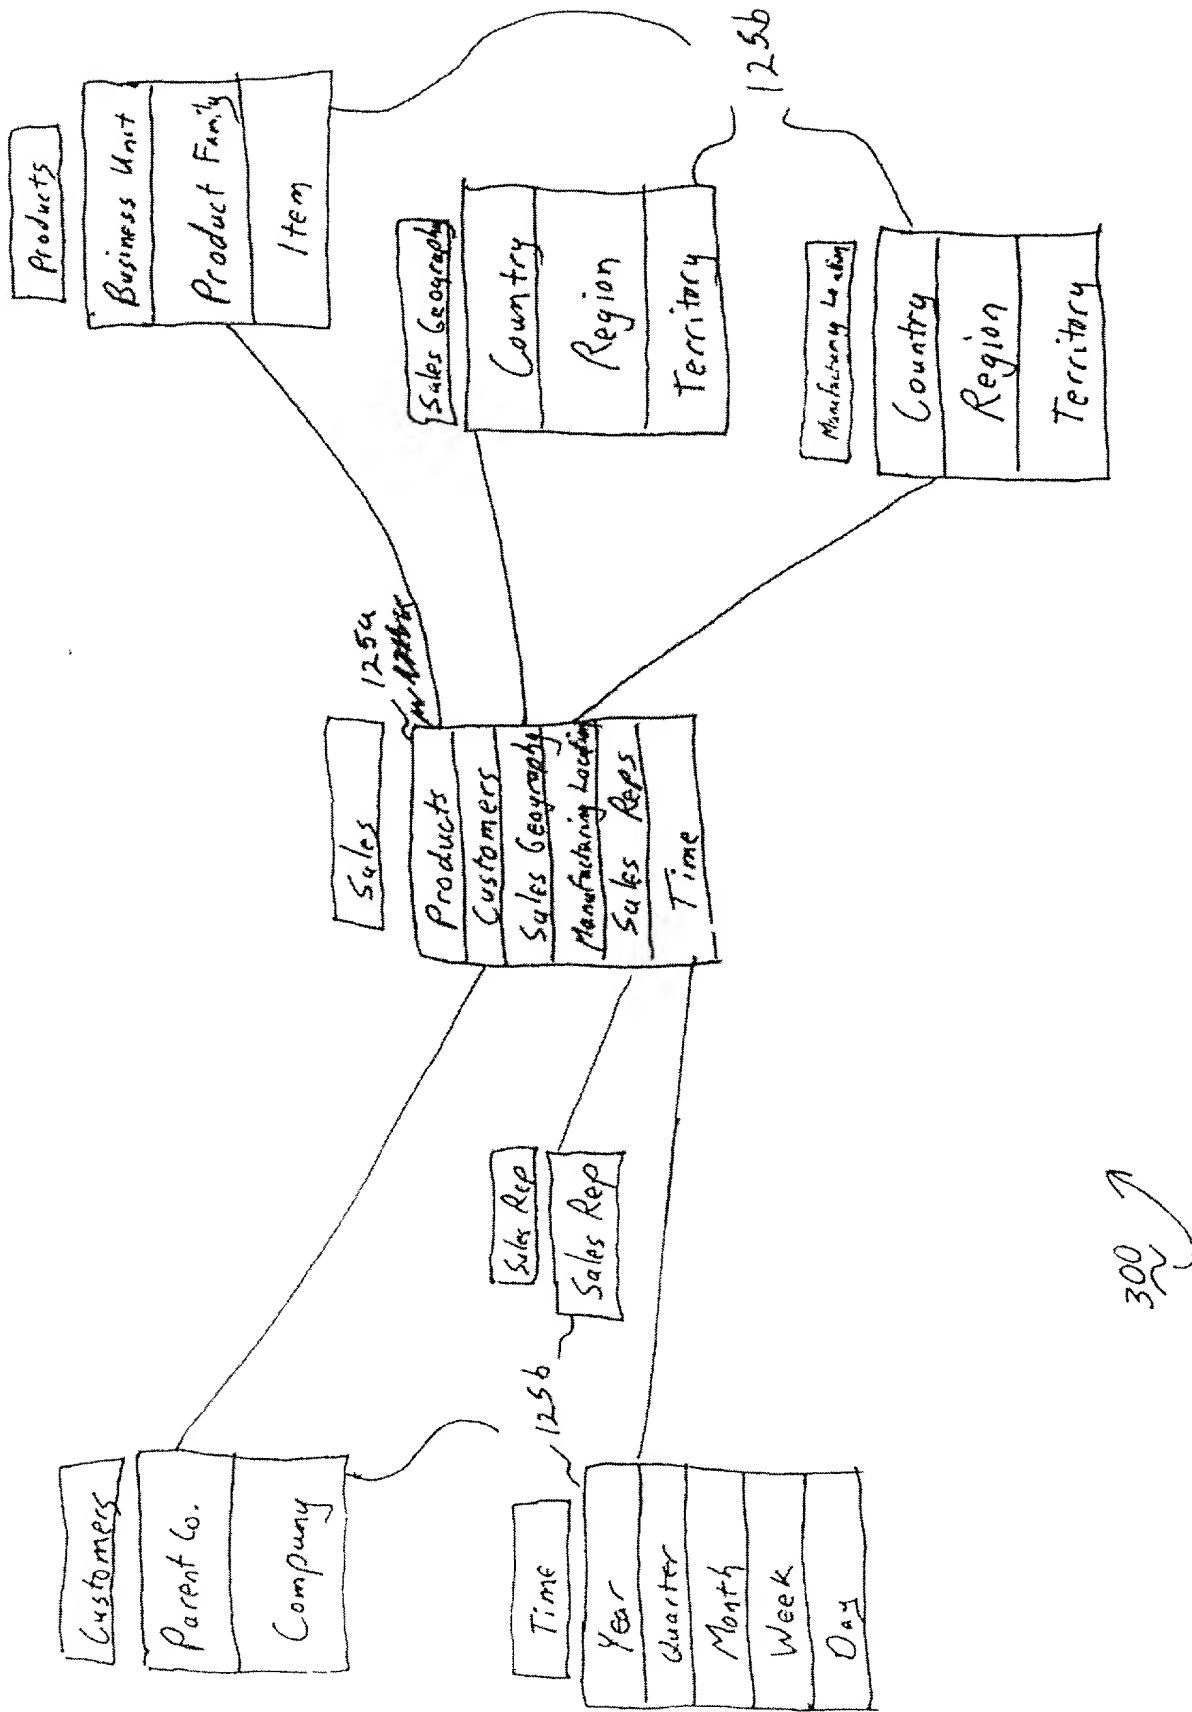 Customers
Parent Co.
Company
Time
Year
Quarter
Month
Week
Day
125b
Sales Rep
Sales Rep
Sales
125a
Products
Customers
Sales Geography
Manufacturing Location
Sales Reps
Time
Products
Business Unit
Product Family
Item
Sales Geography
Country
Region
Territory
Manufacturing Location
Country
Region
Territory
125b
300